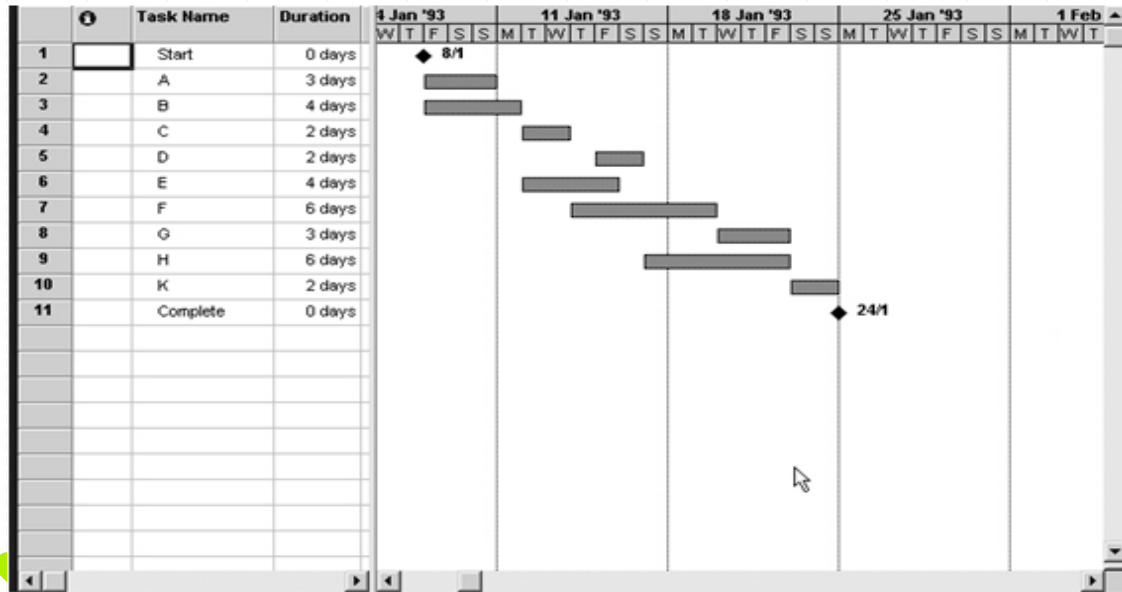 Task Name Duration 4 Jan '93 11 Jan '93 18 Jan '93 25 Jan '93 1 Feb
W T F S S M T W T F S S M T W T F S S M T W T F S S M T W T
1 Start 0 days 8/1
2 A 3 days
3 B 4 days
4 C 2 days
5 D 2 days
6 E 4 days
7 F 6 days
8 G 3 days
9 H 6 days
10 K 2 days
11 Complete 0 days 24/1